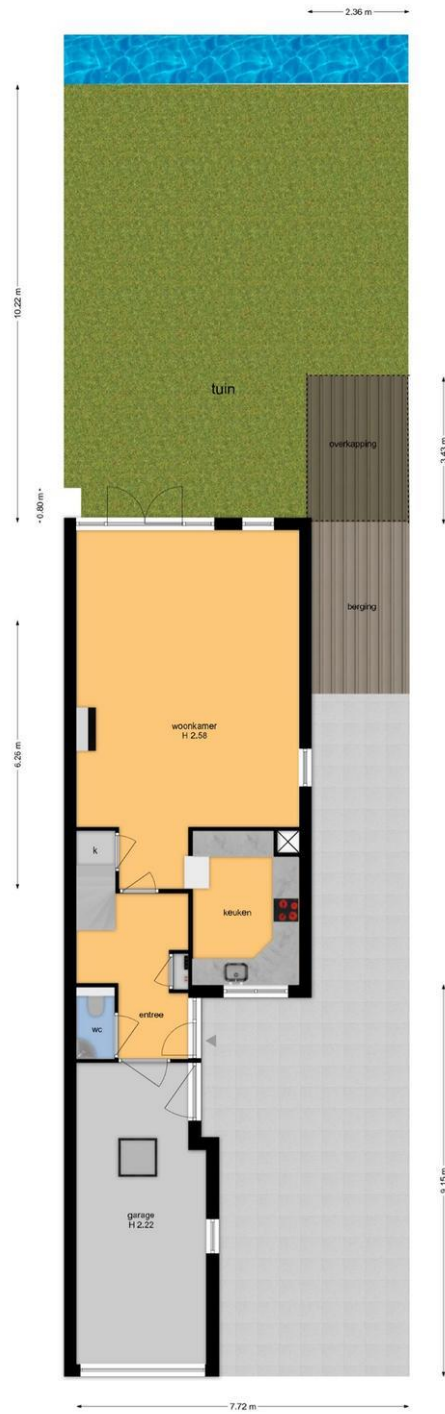 2.36 m
10.22 m
tuin
3.43 m
overkapping
0.80 m
berging
6.26 m
woonkamer
H 2.58
k
keuken
entree
wc
9.15 m
garage
H 2.22
7.72 m